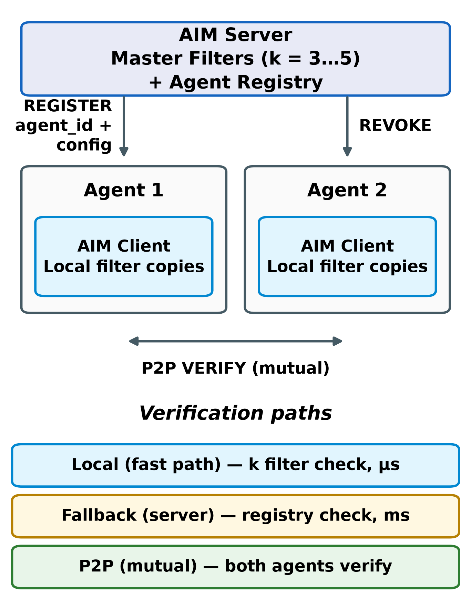 AIM Server
Master Filters (k = 3…5)
+ Agent Registry
REGISTER
agent_id +
config
REVOKE
Agent 1
AIM Client
Local filter copies
Agent 2
AIM Client
Local filter copies
P2P VERIFY (mutual)
Verification paths
Local (fast path) — k filter check, μs
Fallback (server) — registry check, ms
P2P (mutual) — both agents verify